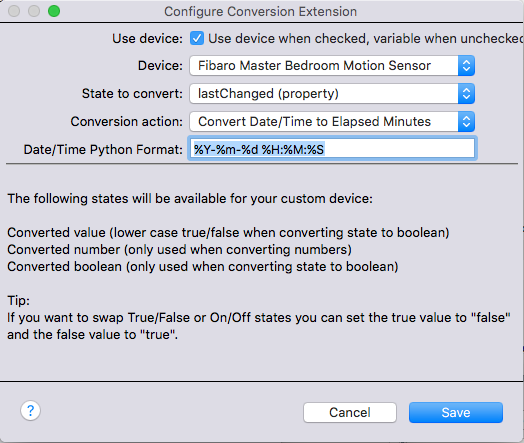 Configure Conversion Extension
Use device: Use device when checked, variable when unchecked
Device: Fibaro Master Bedroom Motion Sensor
State to convert: lastChanged (property)
Conversion action: Convert Date/Time to Elapsed Minutes
Date/Time Python Format: %Y-%m-%d %H:%M:%S
The following states will be available for your custom device:
Converted value (lower case true/false when converting state to boolean)
Converted number (only used when converting numbers)
Converted boolean (only used when converting state to boolean)
Tip:
If you want to swap True/False or On/Off states you can set the true value to "false"
and the false value to "true".
? Cancel Save